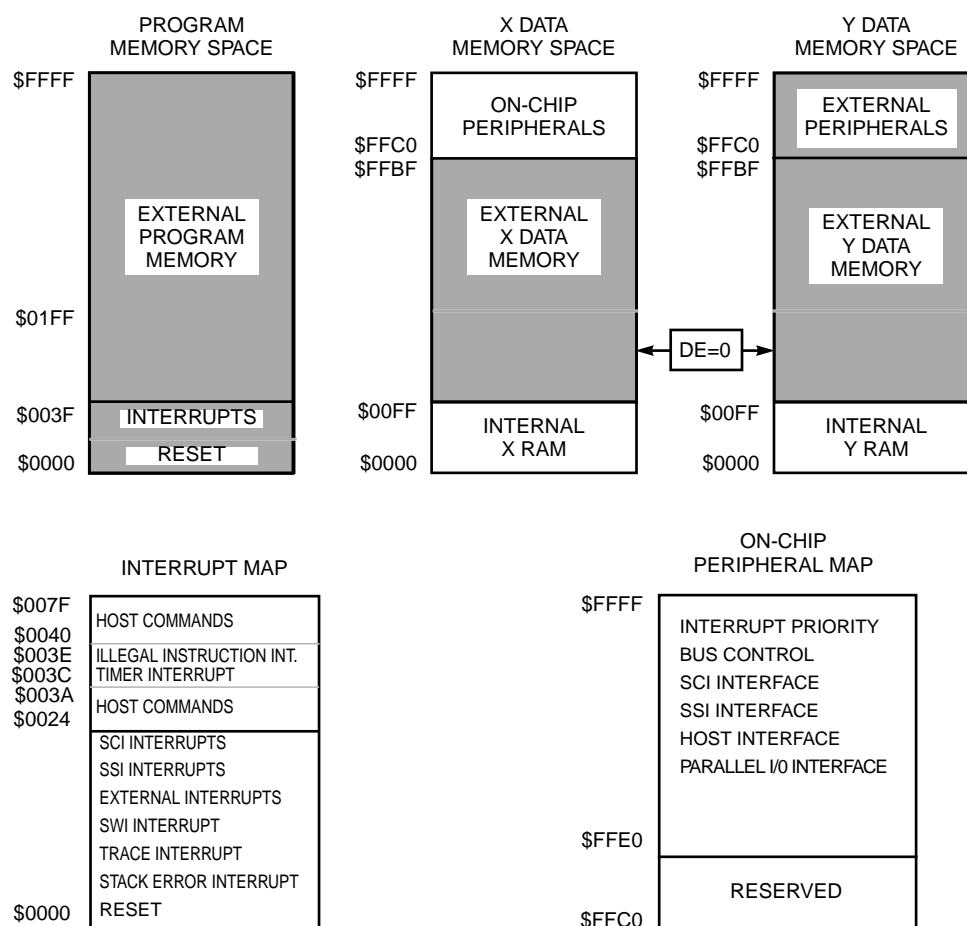 PROGRAM
MEMORY SPACE
$FFFF
EXTERNAL
PROGRAM
MEMORY
$01FF
$003F
INTERRUPTS
RESET
$0000
X DATA
MEMORY SPACE
$FFFF
ON-CHIP
PERIPHERALS
$FFC0
$FFBF
EXTERNAL
X DATA
MEMORY
$00FF
INTERNAL
X RAM
$0000
DE=0
Y DATA
MEMORY SPACE
$FFFF
EXTERNAL
PERIPHERALS
$FFC0
$FFBF
EXTERNAL
Y DATA
MEMORY
$00FF
INTERNAL
Y RAM
$0000
INTERRUPT MAP
$007F
HOST COMMANDS
$0040
$003E ILLEGAL INSTRUCTION INT.
$003C TIMER INTERRUPT
$003A
HOST COMMANDS
$0024
SCI INTERRUPTS
SSI INTERRUPTS
EXTERNAL INTERRUPTS
SWI INTERRUPT
TRACE INTERRUPT
STACK ERROR INTERRUPT
$0000 RESET
ON-CHIP
PERIPHERAL MAP
$FFFF
INTERRUPT PRIORITY
BUS CONTROL
SCI INTERFACE
SSI INTERFACE
HOST INTERFACE
PARALLEL I/0 INTERFACE
$FFE0
RESERVED
$FFC0